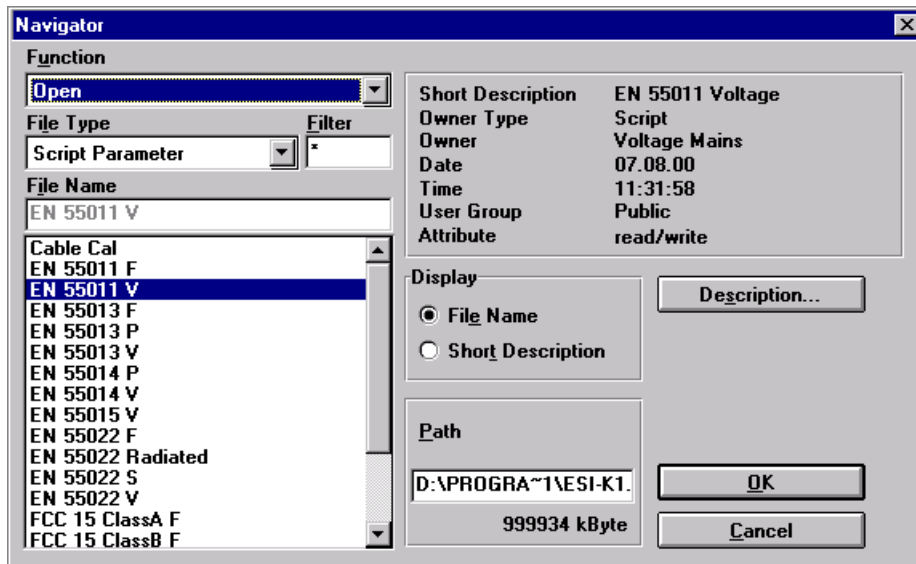 Navigator
Function
Open
File Type
Filter
Script Parameter
*
File Name
EN 55011 V
Cable Cal
EN 55011 F
EN 55011 V
EN 55013 F
EN 55013 P
EN 55013 V
EN 55014 P
EN 55014 V
EN 55015 V
EN 55022 F
EN 55022 Radiated
EN 55022 S
EN 55022 V
FCC 15 ClassA F
FCC 15 ClassB F
Short Description EN 55011 Voltage
Owner Type Script
Owner Voltage Mains
Date 07.08.00
Time 11:31:58
User Group Public
Attribute read/write
Display
File Name
Short Description
Description...
Path
D:\PROGRA~1\ESI-K1.
999934 kByte
OK
Cancel